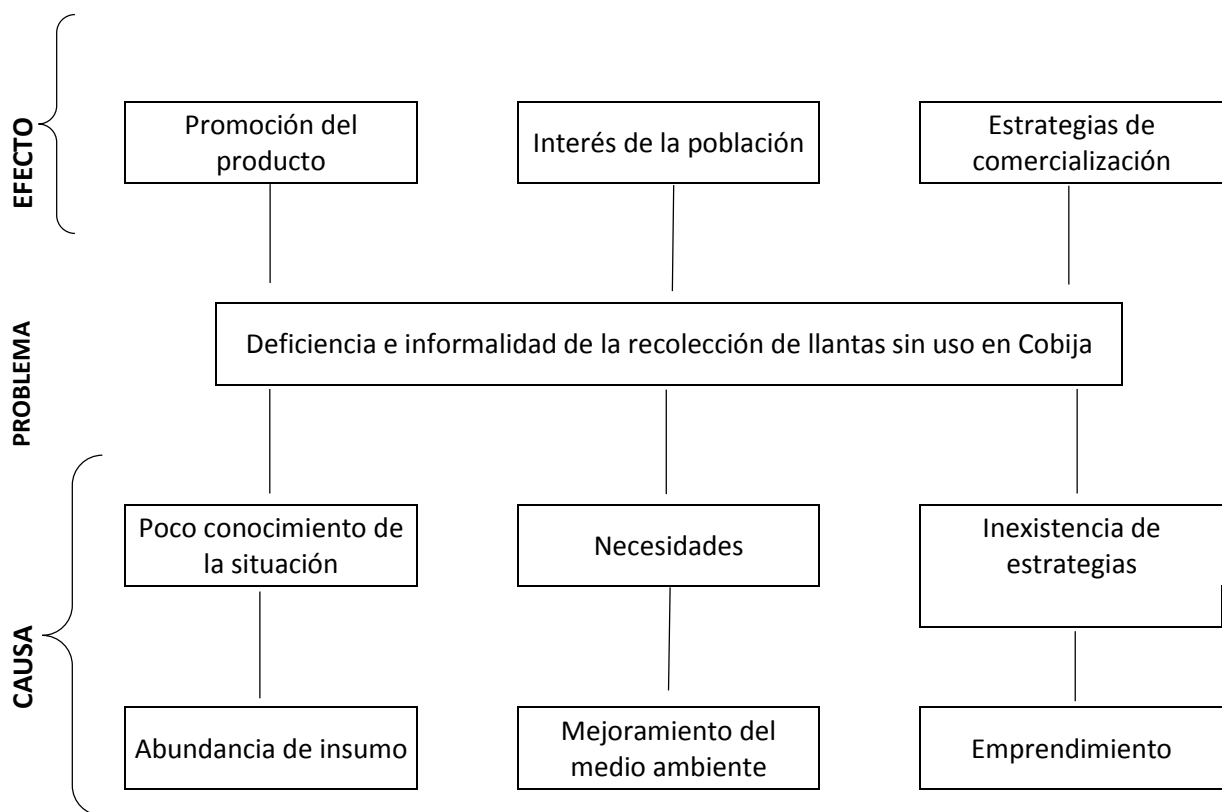 EFECTO
Promoción del
producto
Interés de la población
Estrategias de
comercialización
PROBLEMA
Deficiencia e informalidad de la recolección de llantas sin uso en Cobija
CAUSA
Poco conocimiento de
la situación
Necesidades
Inexistencia de
estrategias
Abundancia de insumo
Mejoramiento del
medio ambiente
Emprendimiento